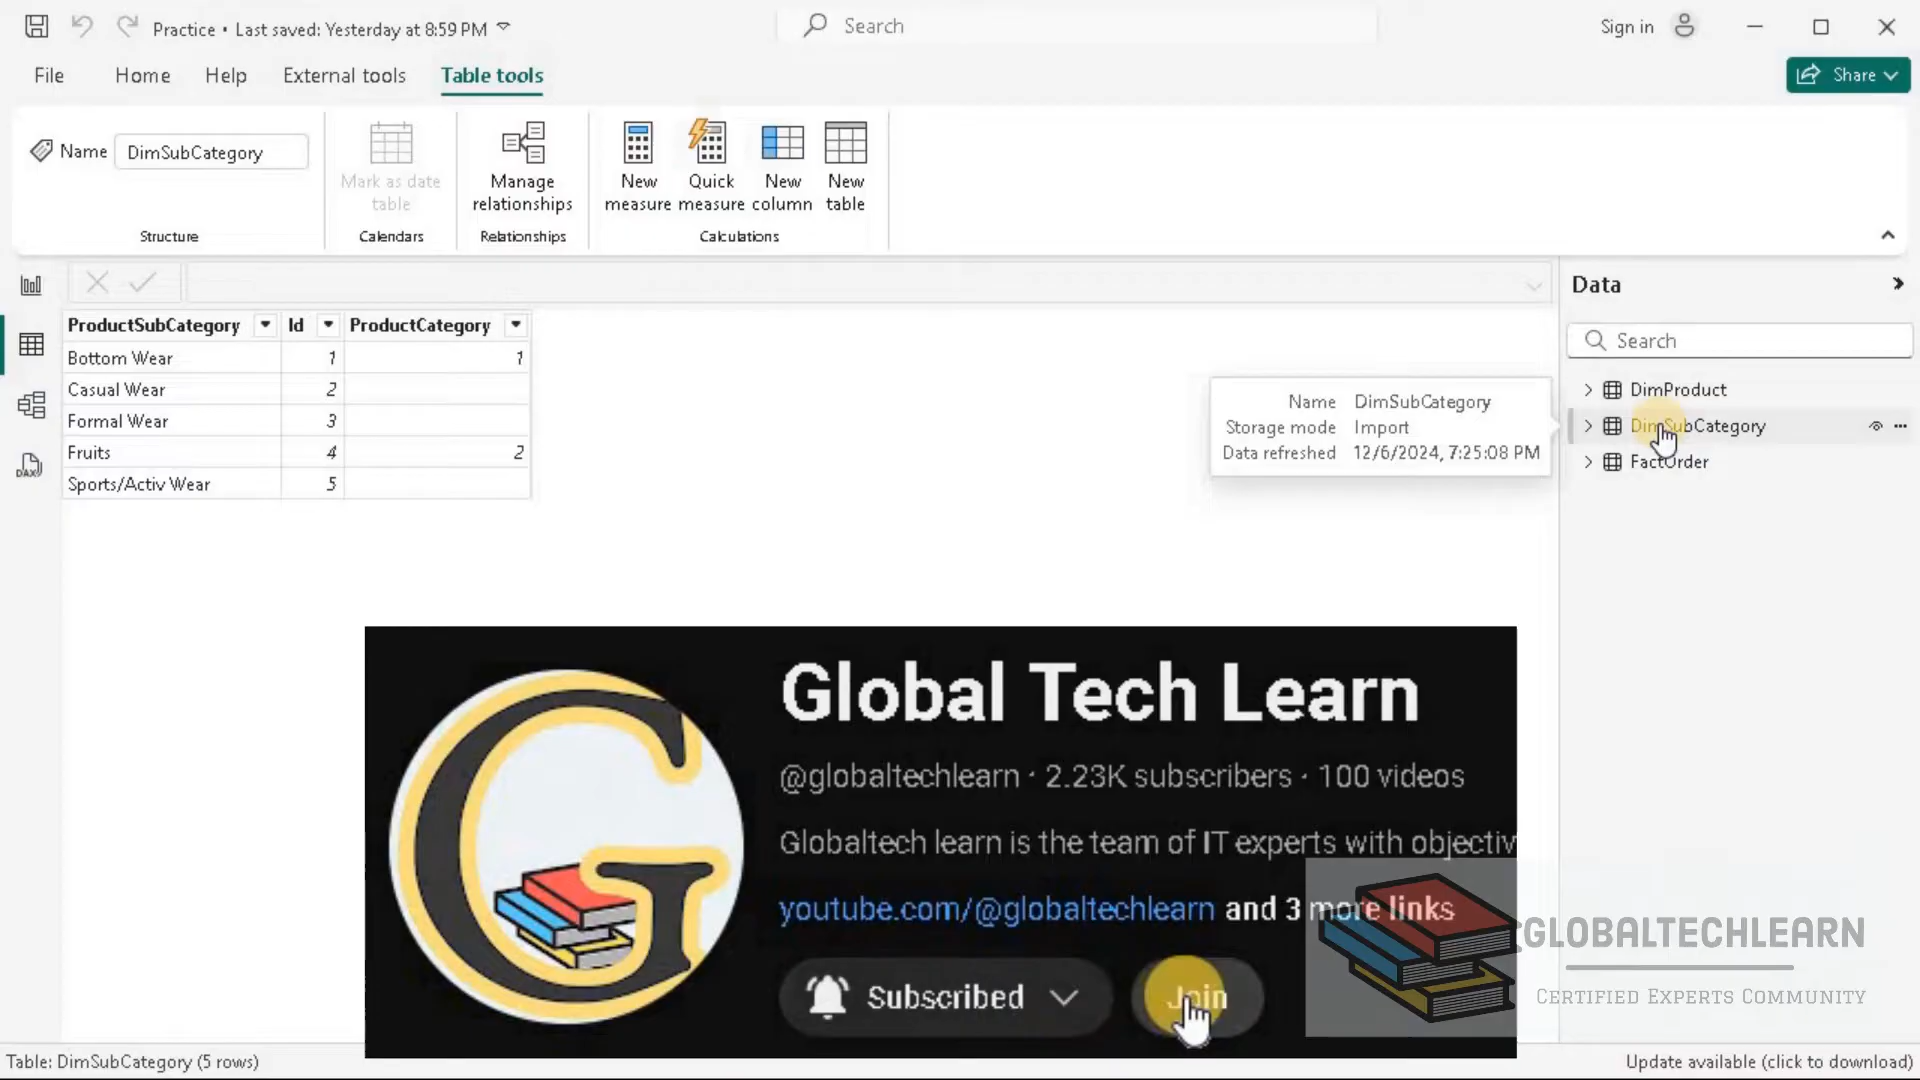 Practice • Last saved: Yesterday at 8:59 PM
Search
Sign in
File Home Help External tools Table tools
Share
Name DimSubCategory
Mark as date table
Manage relationships
New measure
Quick measure
New column
New table
Structure Calendars Relationships Calculations
Data
Search
ProductSubCategory Id ProductCategory
Bottom Wear 1 1
Casual Wear 2
Formal Wear 3
Fruits 4 2
Sports/Activ Wear 5
Name DimSubCategory
Storage mode Import
Data refreshed 12/6/2024, 7:25:08 PM
DimProduct
DimSubCategory
FactOrder
DAX
Global Tech Learn
@globaltechlearn · 2.23K subscribers · 100 videos
Globaltech learn is the team of IT experts with objectiv
youtube.com/@globaltechlearn and 3 more links
Subscribed
Join
GLOBALTECHLEARN
CERTIFIED EXPERTS COMMUNITY
Table: DimSubCategory (5 rows)
Update available (click to download)